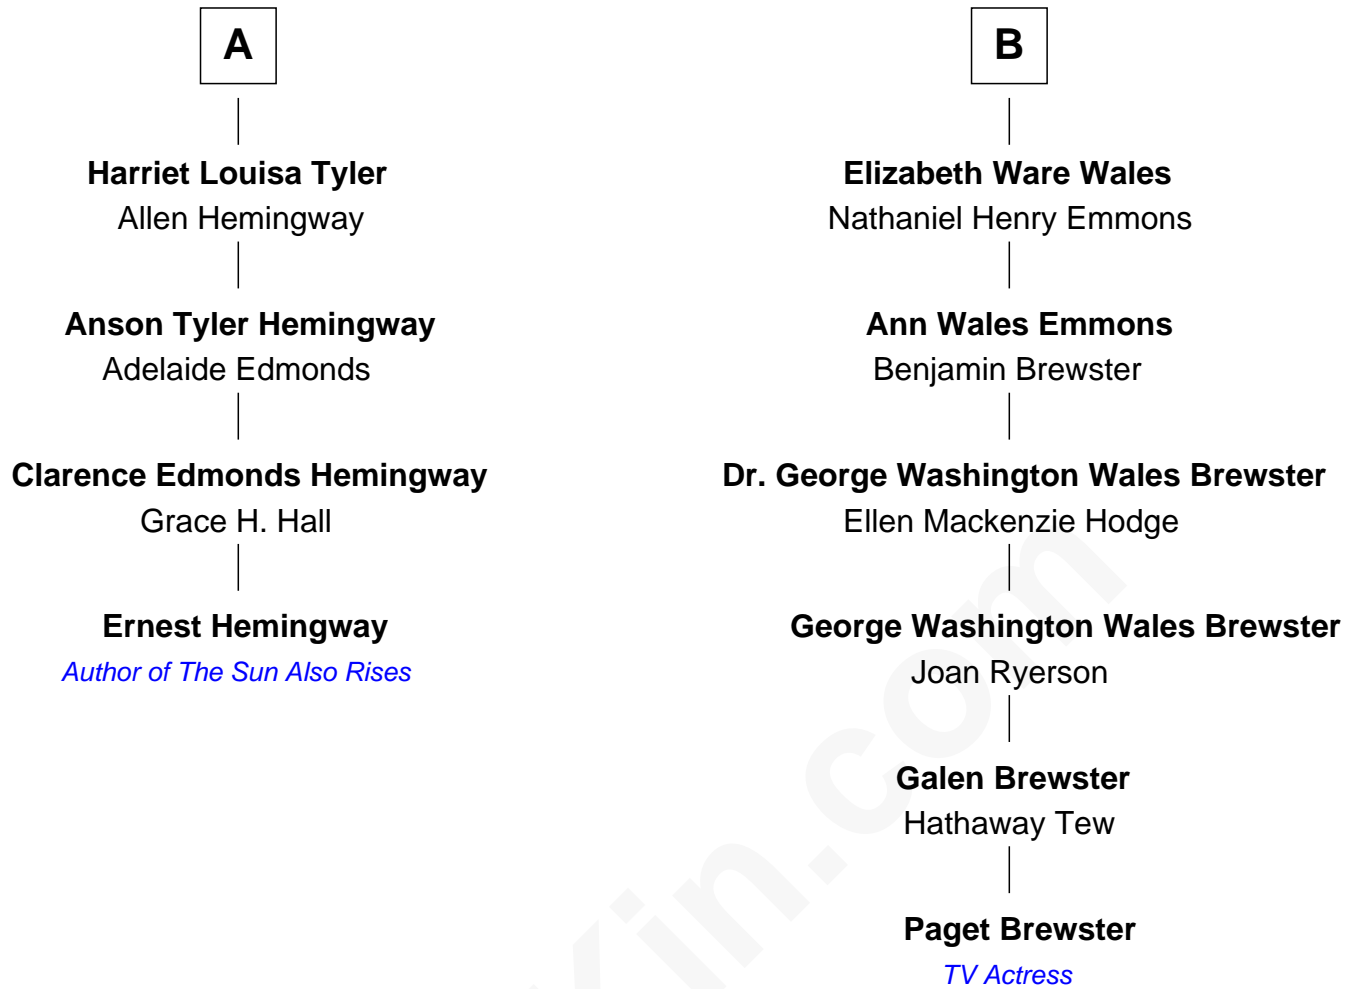 A
Harriet Louisa Tyler
Allen Hemingway
Anson Tyler Hemingway
Adelaide Edmonds
Clarence Edmonds Hemingway
Grace H. Hall
Ernest Hemingway
Author of The Sun Also Rises
B
Elizabeth Ware Wales
Nathaniel Henry Emmons
Ann Wales Emmons
Benjamin Brewster
Dr. George Washington Wales Brewster
Ellen Mackenzie Hodge
George Washington Wales Brewster
Joan Ryerson
Galen Brewster
Hathaway Tew
Paget Brewster
TV Actress
Kin.com